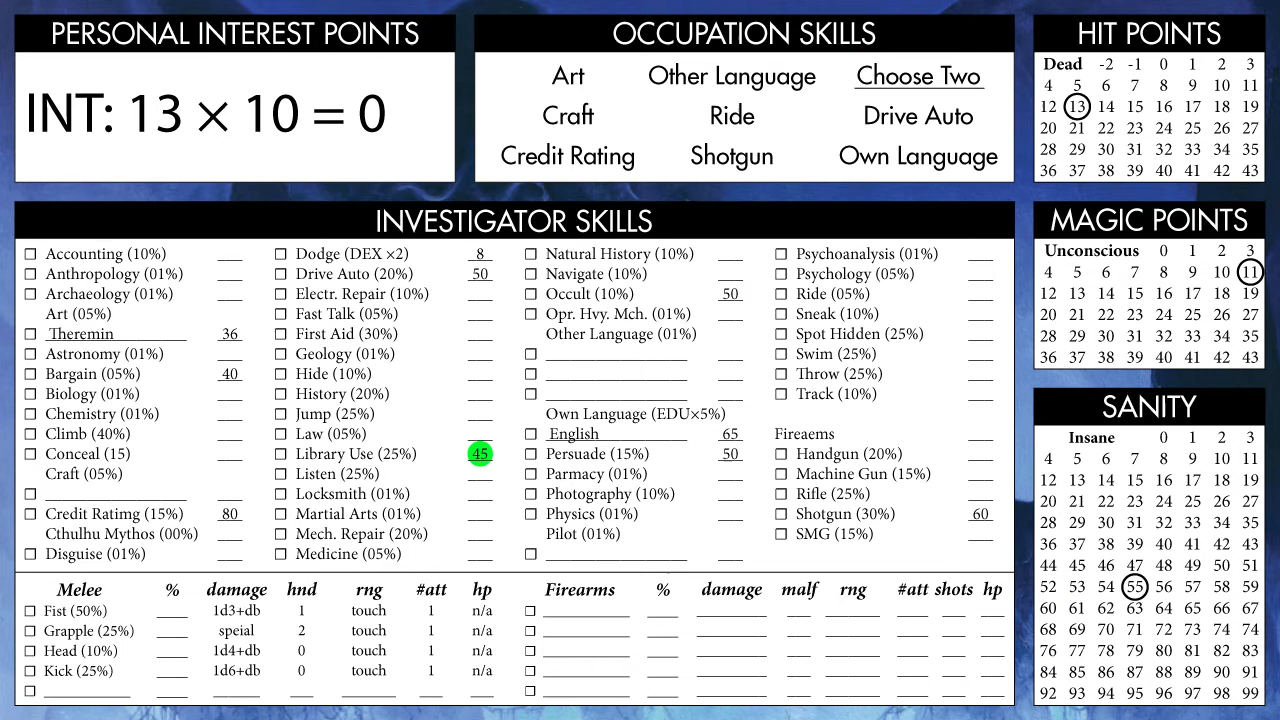 PERSONAL INTEREST POINTS
INT: 13 × 10 = 0
OCCUPATION SKILLS
Art Other Language Choose Two
Craft Ride Drive Auto
Credit Rating Shotgun Own Language
HIT POINTS
Dead -2 -1 0 1 2 3
4 5 6 7 8 9 10 11
12 13 14 15 16 17 18 19
20 21 22 23 24 25 26 27
28 29 30 31 32 33 34 35
36 37 38 39 40 41 42 43
INVESTIGATOR SKILLS
Accounting (10%)
Anthropology (01%)
Archaeology (01%)
Art (05%)
Theremin 36
Astronomy (01%)
Bargain (05%) 40
Biology (01%)
Chemistry (01%)
Climb (40%)
Conceal (15)
Craft (05%)
Credit Ratimg (15%) 80
Cthulhu Mythos (00%)
Disguise (01%)
Dodge (DEX ×2) 8
Drive Auto (20%) 50
Electr. Repair (10%)
Fast Talk (05%)
First Aid (30%)
Geology (01%)
Hide (10%)
History (20%)
Jump (25%)
Law (05%)
Library Use (25%) 45
Listen (25%)
Locksmith (01%)
Martial Arts (01%)
Mech. Repair (20%)
Medicine (05%)
Natural History (10%)
Navigate (10%)
Occult (10%) 50
Opr. Hvy. Mch. (01%)
Other Language (01%)
Own Language (EDU×5%)
English 65
Persuade (15%) 50
Parmacy (01%)
Photography (10%)
Physics (01%)
Pilot (01%)
Psychoanalysis (01%)
Psychology (05%)
Ride (05%)
Sneak (10%)
Spot Hidden (25%)
Swim (25%)
Throw (25%)
Track (10%)
Fireaems
Handgun (20%)
Machine Gun (15%)
Rifle (25%)
Shotgun (30%) 60
SMG (15%)
Melee % damage hnd rng #att hp
Fist (50%) 1d3+db 1 touch 1 n/a
Grapple (25%) speial 2 touch 1 n/a
Head (10%) 1d4+db 0 touch 1 n/a
Kick (25%) 1d6+db 0 touch 1 n/a
Firearms % damage malf rng #att shots hp
MAGIC POINTS
Unconscious 0 1 2 3
4 5 6 7 8 9 10 11
12 13 14 15 16 17 18 19
20 21 22 23 24 25 26 27
28 29 30 31 32 33 34 35
36 37 38 39 40 41 42 43
SANITY
Insane 0 1 2 3
4 5 6 7 8 9 10 11
12 13 14 15 16 17 18 19
20 21 22 23 24 25 26 27
28 29 30 31 32 33 34 35
36 37 38 39 40 41 42 43
44 45 46 47 48 49 50 51
52 53 54 55 56 57 58 59
60 61 62 63 64 65 66 67
68 69 70 71 72 73 74 74
76 77 78 79 80 81 82 83
84 85 86 87 88 89 90 91
92 93 94 95 96 97 98 99